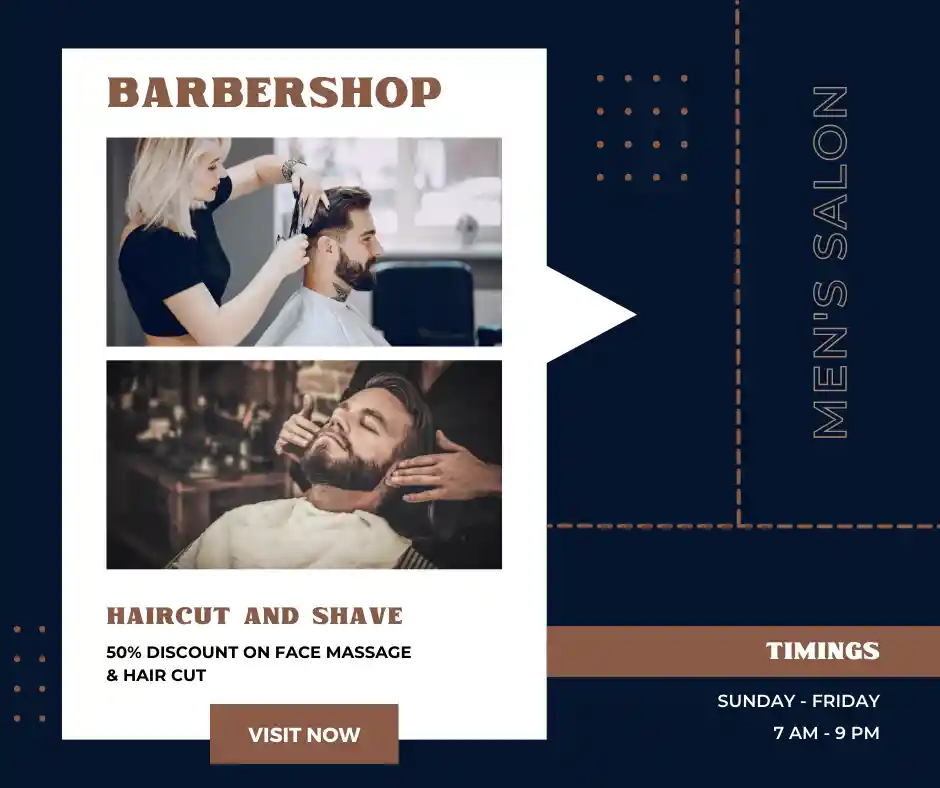 BARBERSHOP
MEN'S SALON
HAIRCUT AND SHAVE
50% DISCOUNT ON FACE MASSAGE
& HAIR CUT
VISIT NOW
TIMINGS
SUNDAY - FRIDAY
7 AM - 9 PM